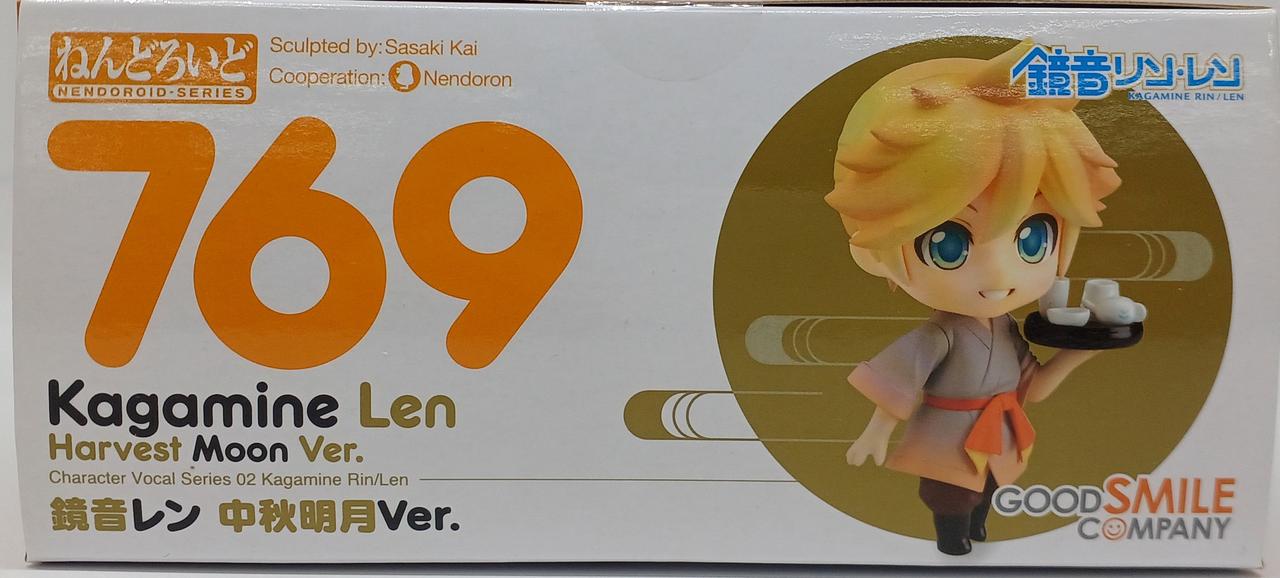 ねんどろいど
NENDOROID-SERIES
Sculpted by: Sasaki Kai
Cooperation: Nendoron
769
Kagamine Len
Harvest Moon Ver.
Character Vocal Series 02 Kagamine Rin/Len
鏡音レン 中秋明月Ver.
鏡音リン・レン
KAGAMINE RIN/LEN
GOOD SMILE
COMPANY